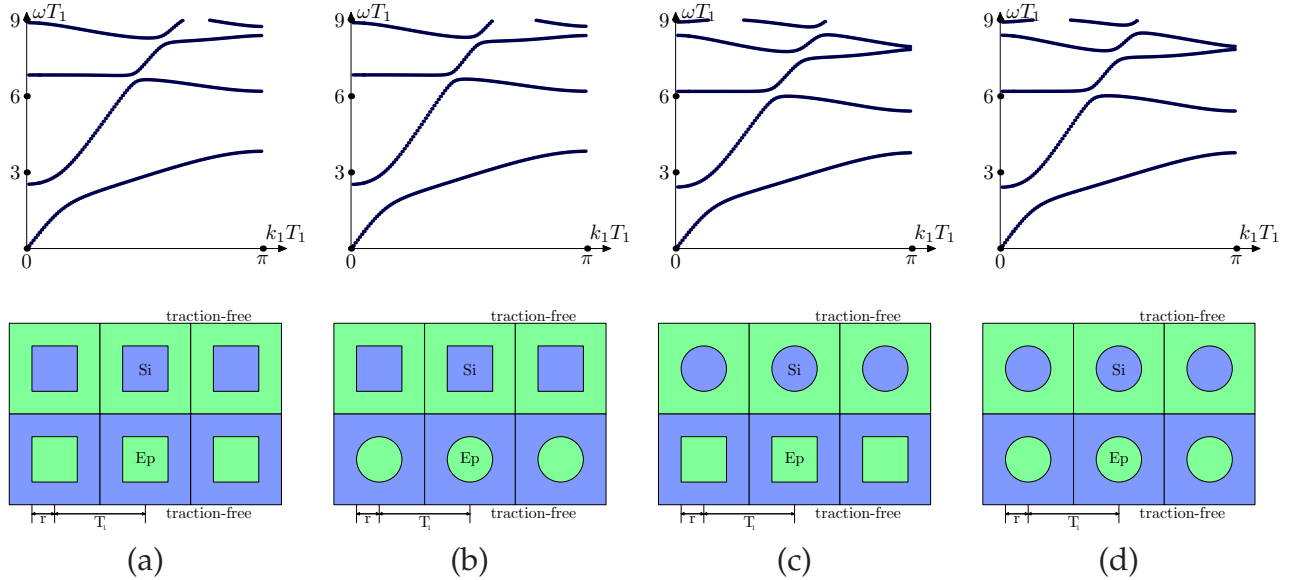 9 ωT₁ 9 ωT₁ 9 ωT₁ 9 ωT₁
6 6 6 6
3 3 3 3
k₁T₁ k₁T₁ k₁T₁ k₁T₁
0 π 0 π 0 π 0 π
traction-free traction-free traction-free traction-free
Si Si Si Si
Ep Ep Ep Ep
traction-free traction-free traction-free traction-free
r T₁ r T₁ r T₁ r T₁
(a) (b) (c) (d)